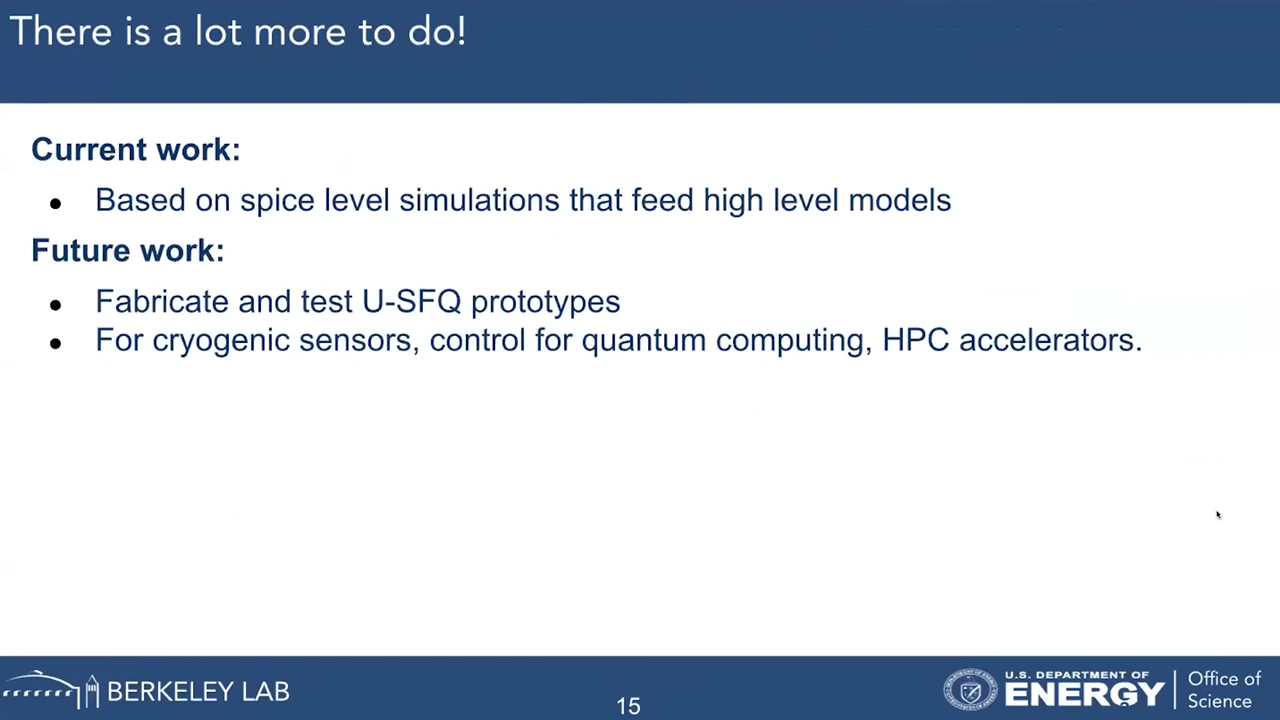 There is a lot more to do!
Current work:
● Based on spice level simulations that feed high level models
Future work:
● Fabricate and test U-SFQ prototypes
● For cryogenic sensors, control for quantum computing, HPC accelerators.
BERKELEY LAB
15
U.S. DEPARTMENT OF
ENERGY
Office of
Science